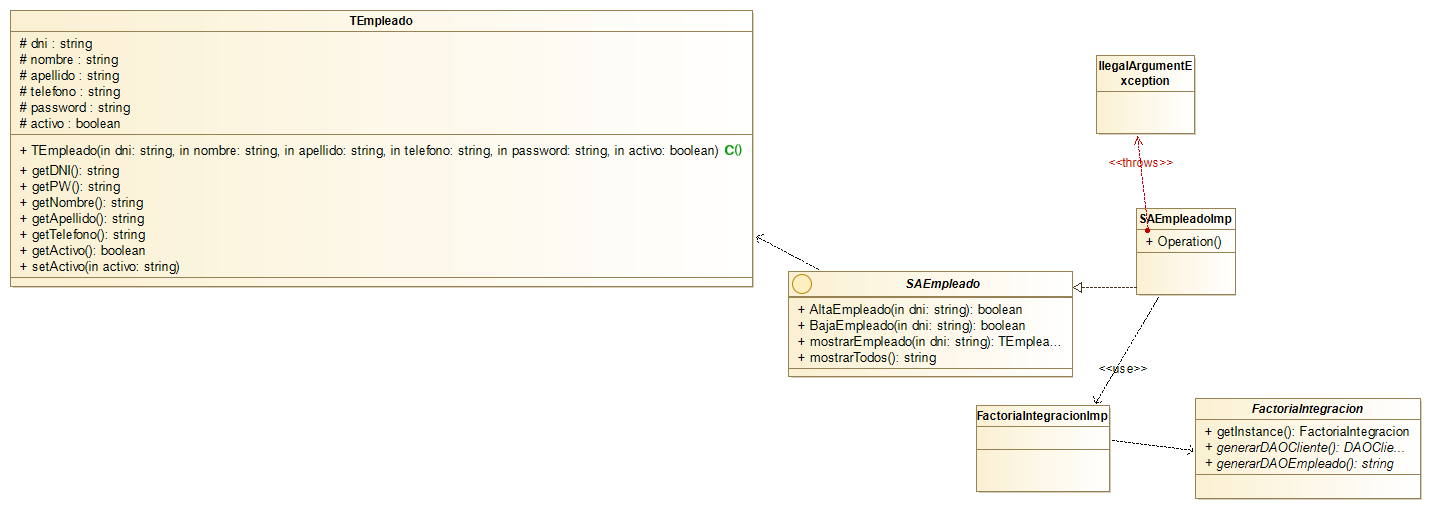 TEmpleado
# dni : string
# nombre : string
# apellido : string
# telefono : string
# password : string
# activo : boolean
+ TEmpleado(in dni: string, in nombre: string, in apellido: string, in telefono: string, in password: string, in activo: boolean) C()
+ getDNI(): string
+ getPW(): string
+ getNombre(): string
+ getApellido(): string
+ getTelefono(): string
+ getActivo(): boolean
+ setActivo(in activo: string)
IlegalArgumentE
xception
<<throws>>
SAEmpleadoImp
+ Operation()
SAEmpleado
+ AltaEmpleado(in dni: string): boolean
+ BajaEmpleado(in dni: string): boolean
+ mostrarEmpleado(in dni: string): TEmplea...
+ mostrarTodos(): string
<<use>>
FactoriaIntegracionImp
FactoriaIntegracion
+ getInstance(): FactoriaIntegracion
+ generarDAOCliente(): DAOClie...
+ generarDAOEmpleado(): string